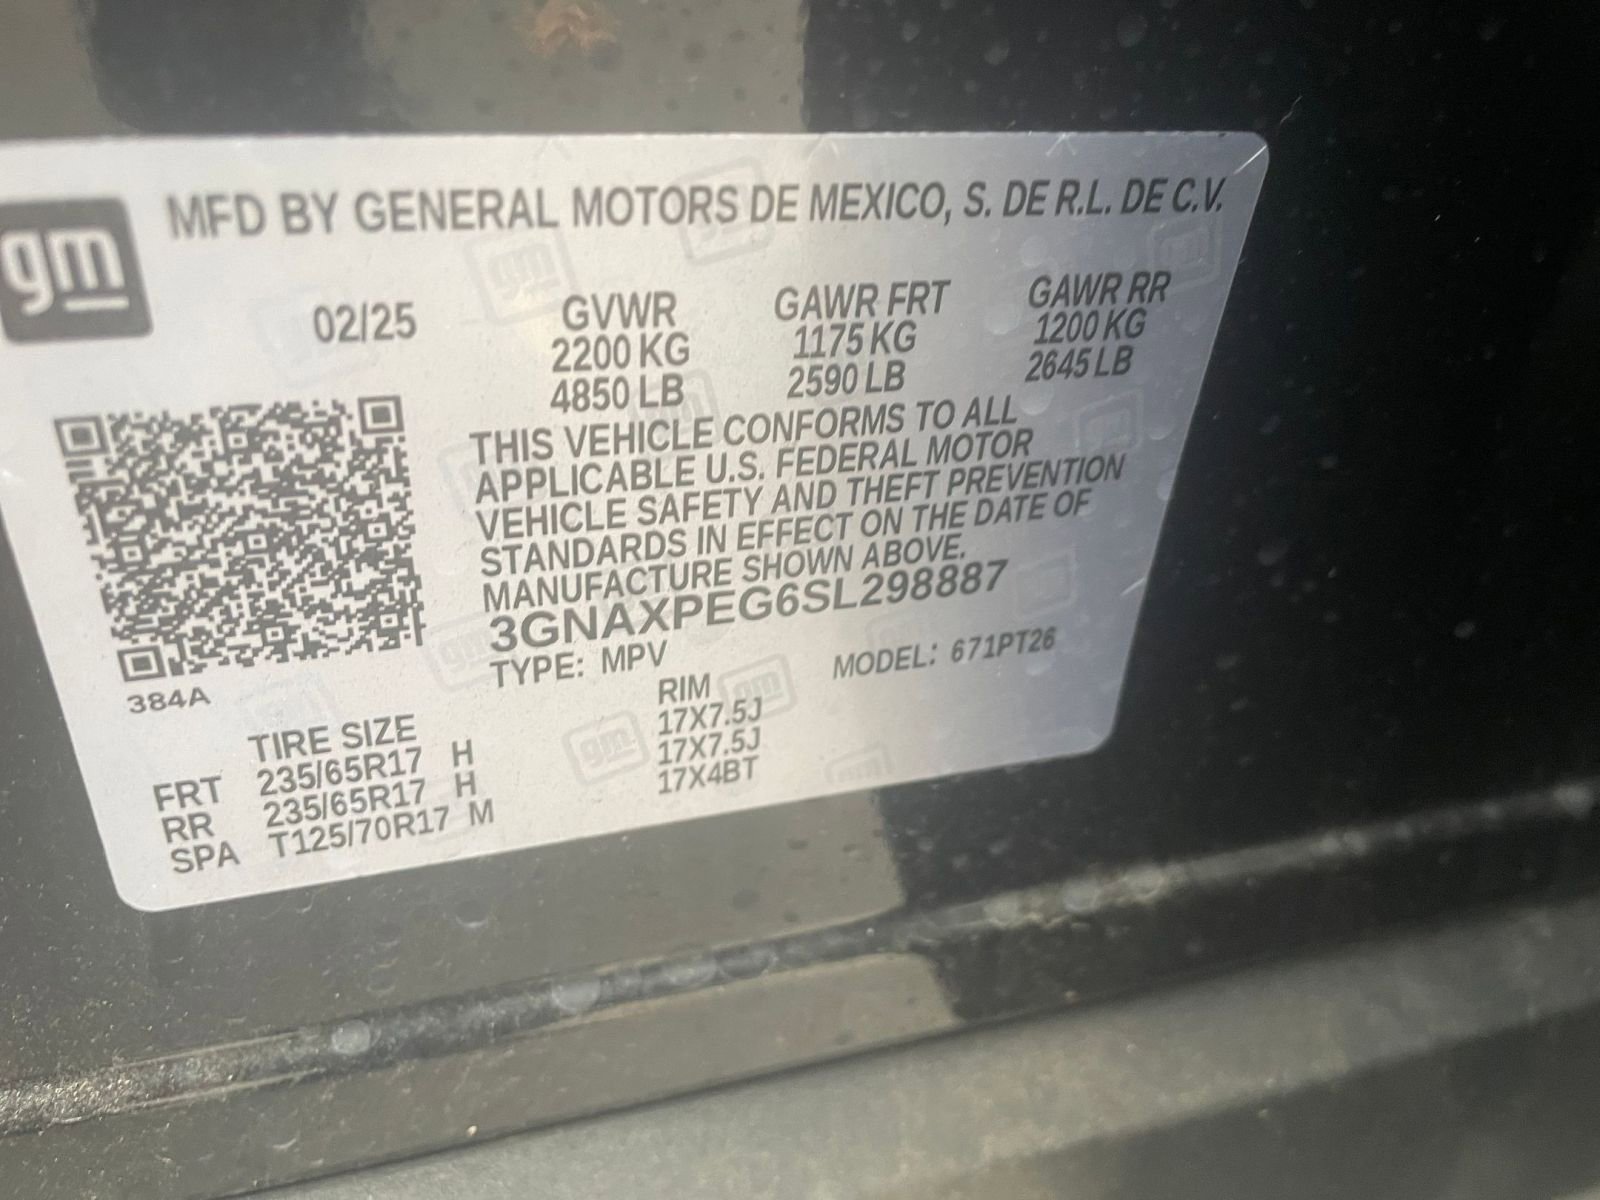 gm
MFD BY GENERAL MOTORS DE MEXICO, S. DE R.L. DE C.V.
02/25 GVWR GAWR FRT GAWR RR
2200 KG 1175 KG 1200 KG
4850 LB 2590 LB 2645 LB
THIS VEHICLE CONFORMS TO ALL
APPLICABLE U.S. FEDERAL MOTOR
VEHICLE SAFETY AND THEFT PREVENTION
STANDARDS IN EFFECT ON THE DATE OF
MANUFACTURE SHOWN ABOVE.
3GNAXPEG6SL298887
TYPE: MPV MODEL: 671PT26
384A
TIRE SIZE RIM
FRT 235/65R17 H 17X7.5J
RR 235/65R17 H 17X7.5J
SPA T125/70R17 M 17X4BT